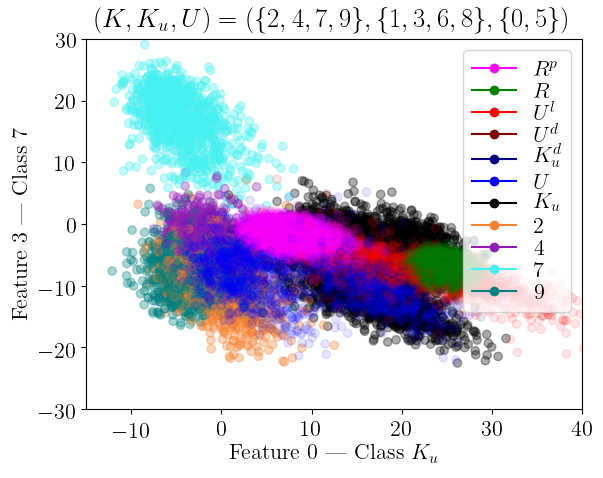 (K, K_u, U) = ({2, 4, 7, 9}, {1, 3, 6, 8}, {0, 5})
30
20
10
0
−10
−20
−30
Feature 3 — Class 7
R^p
R
U^l
U^d
K_u^d
U
K_u
2
4
7
9
−10 0 10 20 30 40
Feature 0 — Class K_u